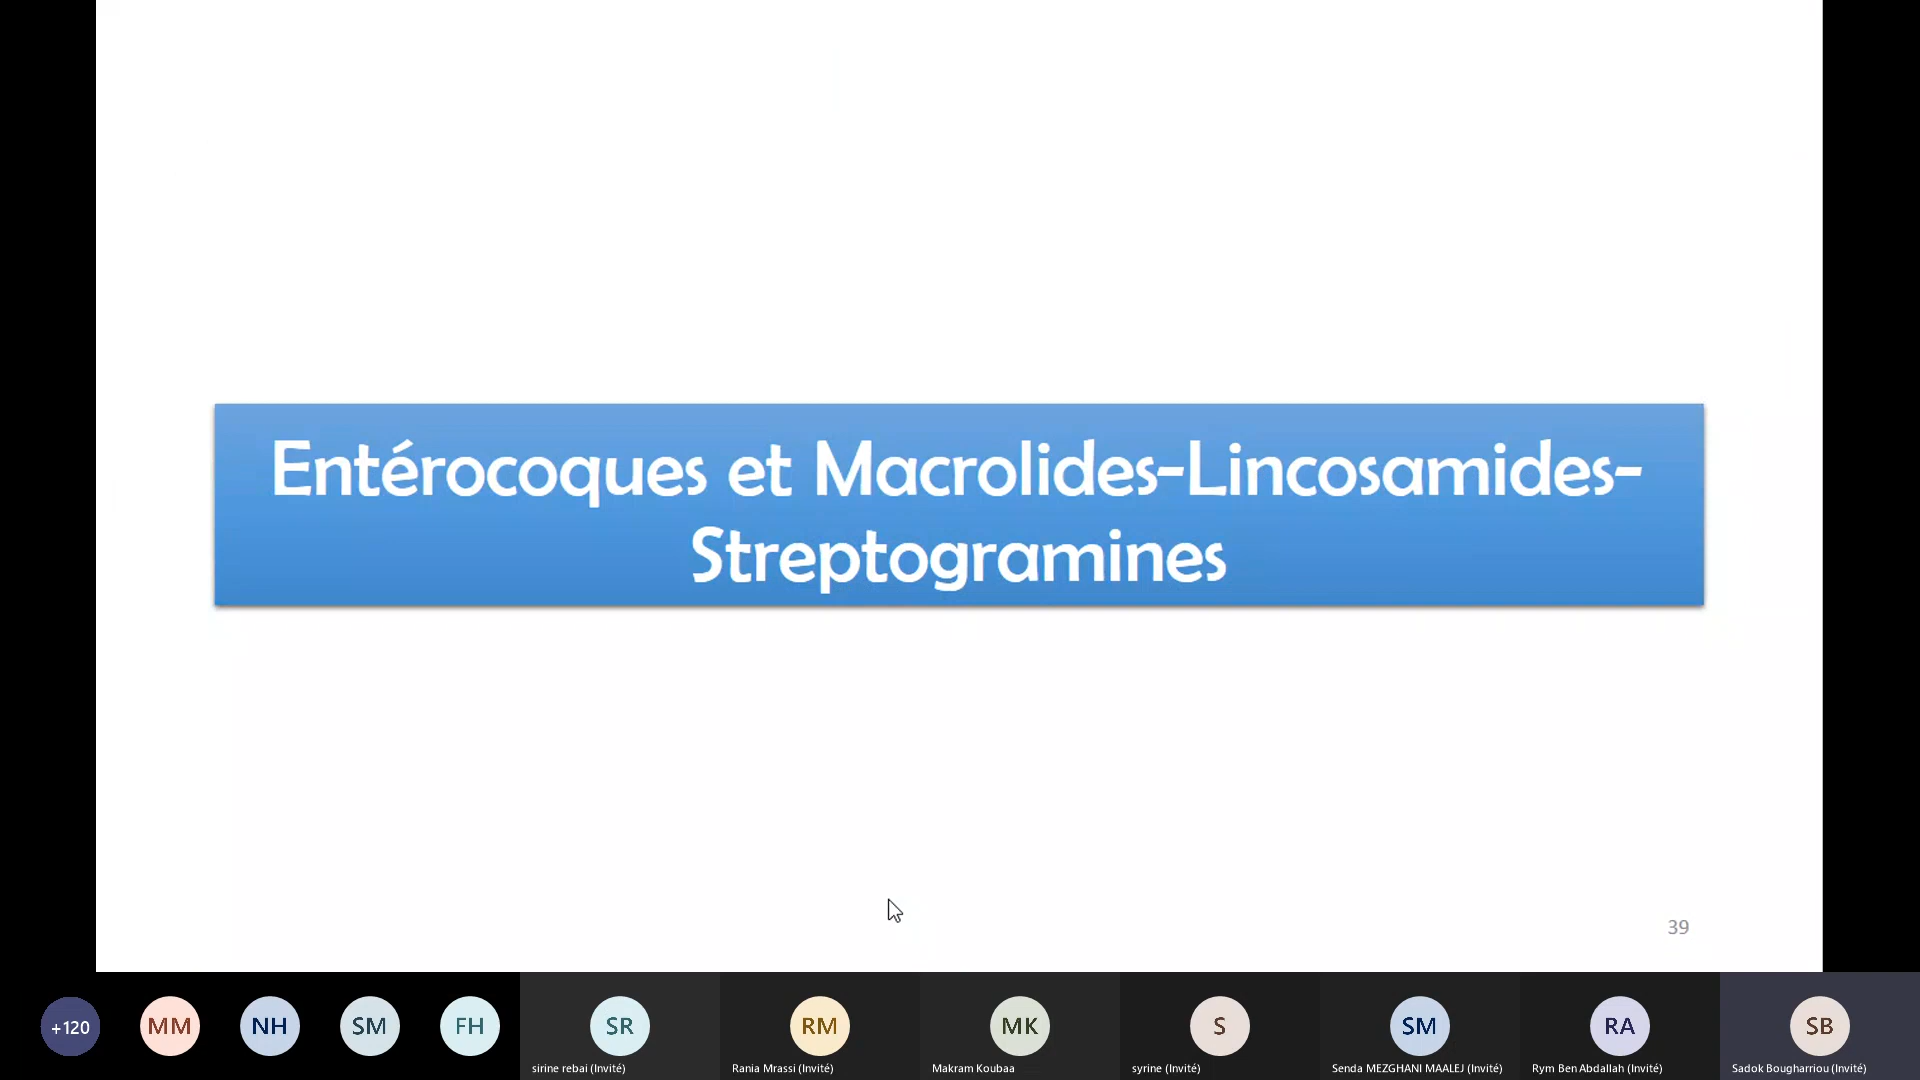 Entérocoques et Macrolides-Lincosamides-
Streptogramines
39
+120
MM
NH
SM
FH
SR
RM
MK
S
SM
RA
SB
sirine rebai (Invité)
Rania Mrassi (Invité)
Makram Koubaa
syrine (Invité)
Senda MEZGHANI MAALEJ (Invité)
Rym Ben Abdallah (Invité)
Sadok Bougharriou (Invité)